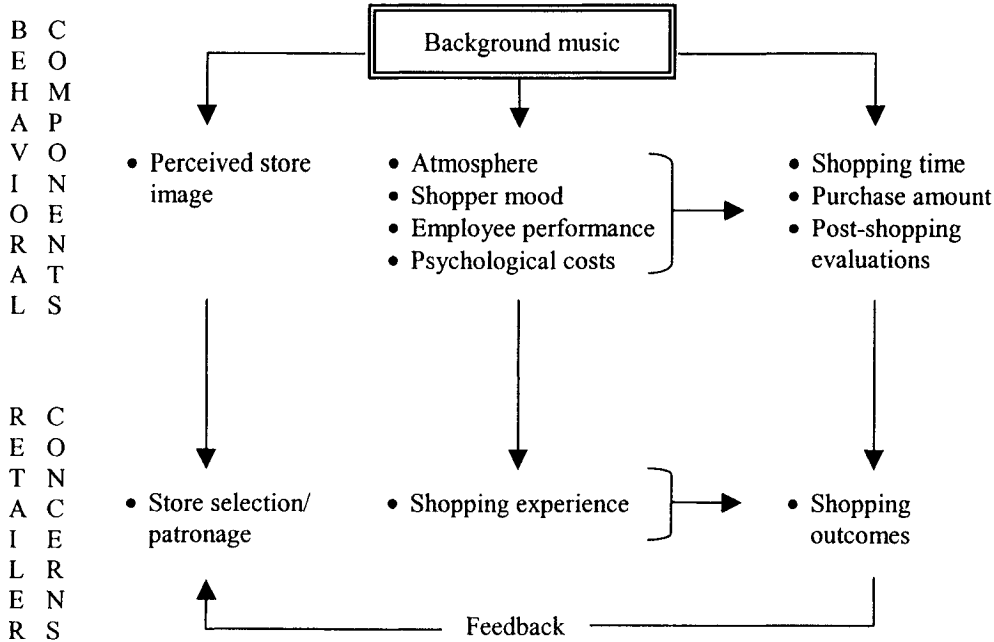 BEHAVIORAL
COMPONENTS
Background music
• Perceived store
image
• Atmosphere
• Shopper mood
• Employee performance
• Psychological costs
• Shopping time
• Purchase amount
• Post-shopping
evaluations
RETAILER
CONCERNS
• Store selection/
patronage
• Shopping experience
• Shopping
outcomes
Feedback